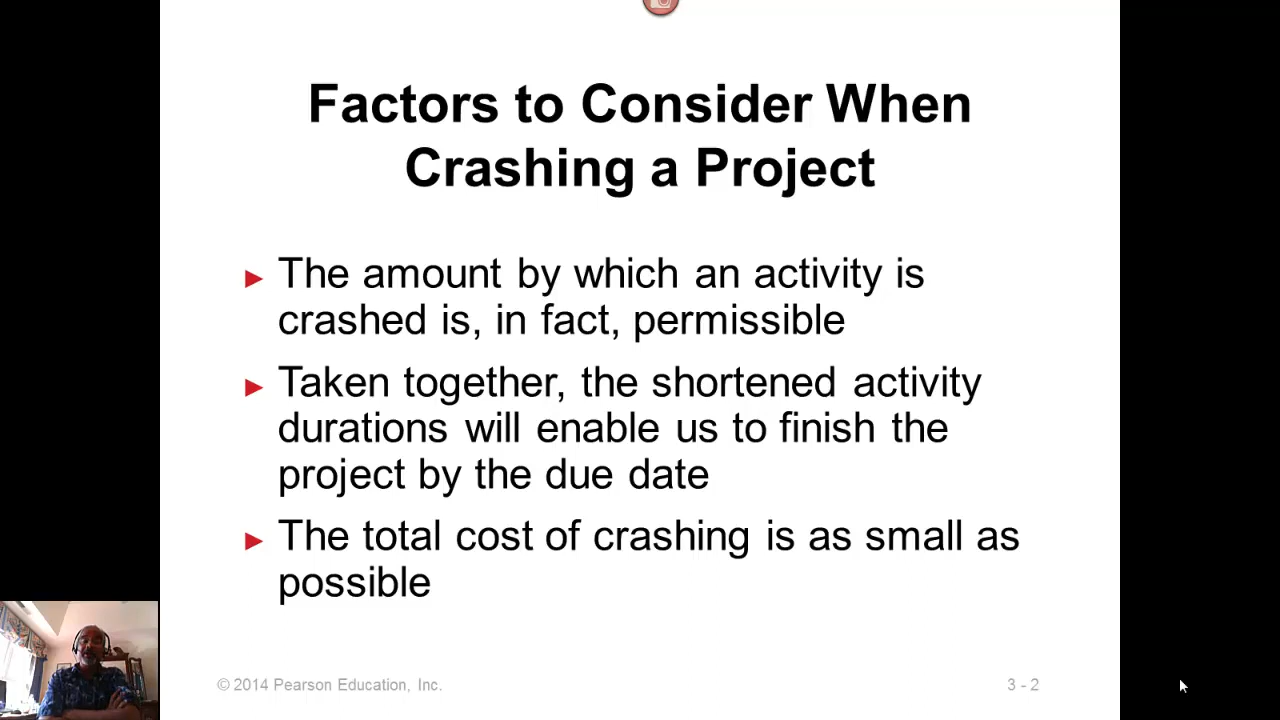 Factors to Consider When
Crashing a Project
► The amount by which an activity is
crashed is, in fact, permissible
► Taken together, the shortened activity
durations will enable us to finish the
project by the due date
► The total cost of crashing is as small as
possible
© 2014 Pearson Education, Inc.
3 - 2